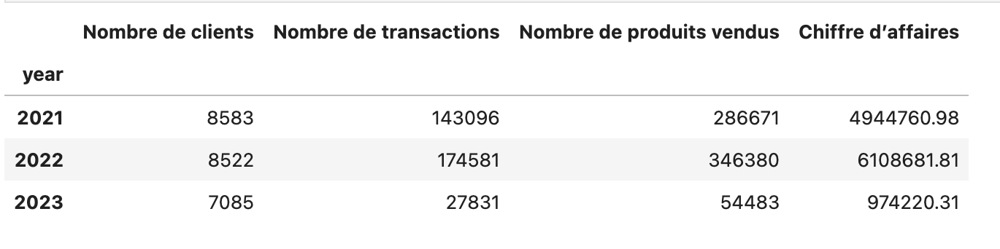 Nombre de clients Nombre de transactions Nombre de produits vendus Chiffre d’affaires
year
2021 8583 143096 286671 4944760.98
2022 8522 174581 346380 6108681.81
2023 7085 27831 54483 974220.31